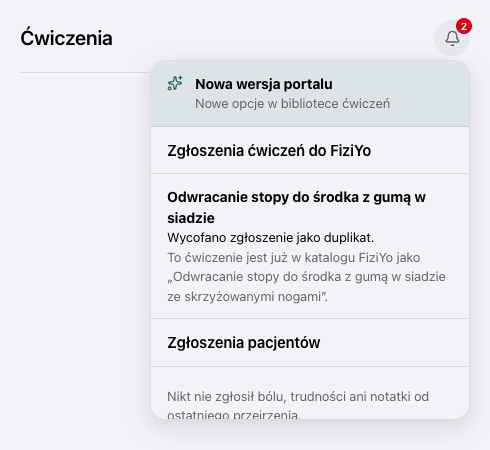 Ćwiczenia
2
Nowa wersja portalu
Nowe opcje w bibliotece ćwiczeń
Zgłoszenia ćwiczeń do FiziYo
Odwracanie stopy do środka z gumą w
siadzie
Wycofano zgłoszenie jako duplikat.
To ćwiczenie jest już w katalogu FiziYo jako
„Odwracanie stopy do środka z gumą w siadzie
ze skrzyżowanymi nogami”.
Zgłoszenia pacjentów
Nikt nie zgłosił bólu, trudności ani notatki od
ostatniego przejrzenia.